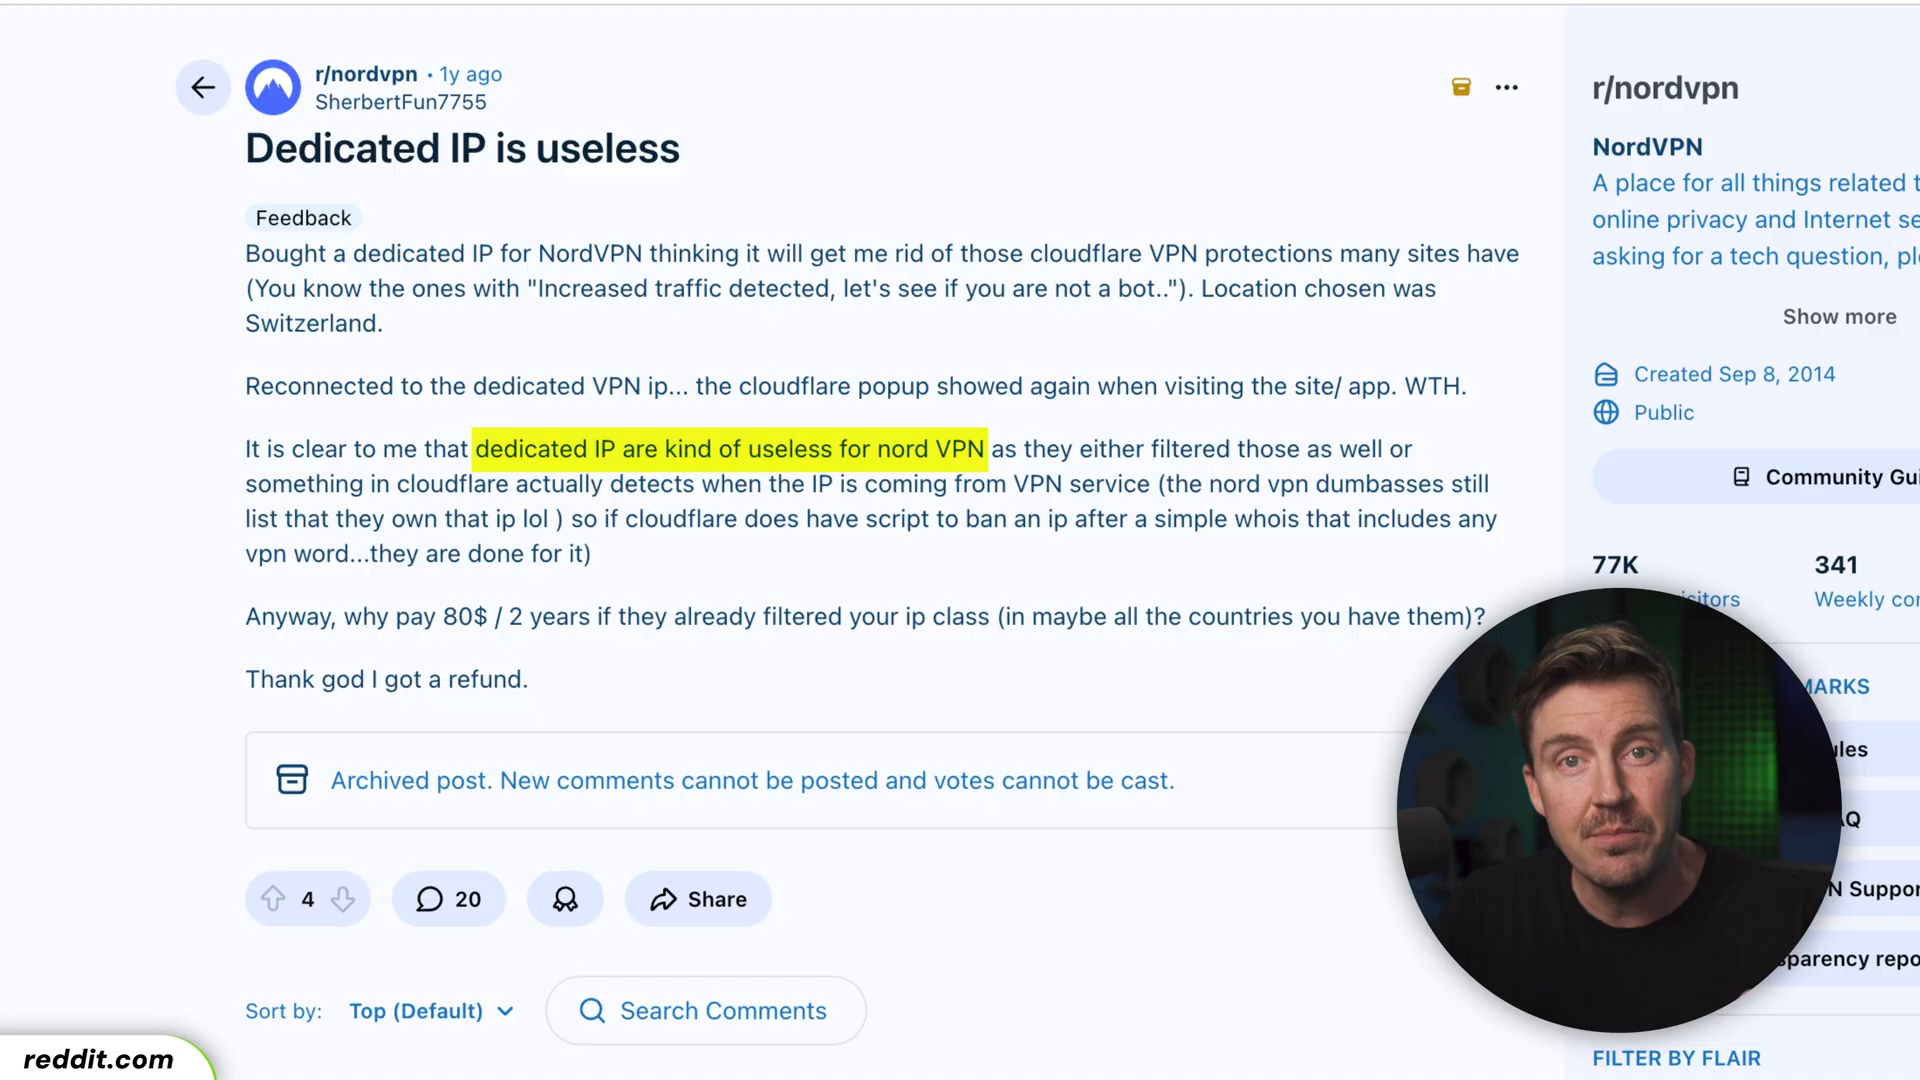 r/nordvpn • 1y ago
SherbertFun7755
Dedicated IP is useless
Feedback
Bought a dedicated IP for NordVPN thinking it will get me rid of those cloudflare VPN protections many sites have
(You know the ones with "Increased traffic detected, let's see if you are not a bot.."). Location chosen was
Switzerland.
Reconnected to the dedicated VPN ip... the cloudflare popup showed again when visiting the site/ app. WTH.
It is clear to me that dedicated IP are kind of useless for nord VPN as they either filtered those as well or
something in cloudflare actually detects when the IP is coming from VPN service (the nord vpn dumbasses still
list that they own that ip lol ) so if cloudflare does have script to ban an ip after a simple whois that includes any
vpn word...they are done for it)
Anyway, why pay 80$ / 2 years if they already filtered your ip class (in maybe all the countries you have them)?
Thank god I got a refund.
Archived post. New comments cannot be posted and votes cannot be cast.
4
20
Share
Sort by: Top (Default)
Search Comments
reddit.com
r/nordvpn
NordVPN
A place for all things related t
online privacy and Internet se
asking for a tech question, pl
Show more
Created Sep 8, 2014
Public
Community Gui
77K
341
isitors
Weekly co
MARKS
ules
AQ
N Suppor
sparency repo
FILTER BY FLAIR